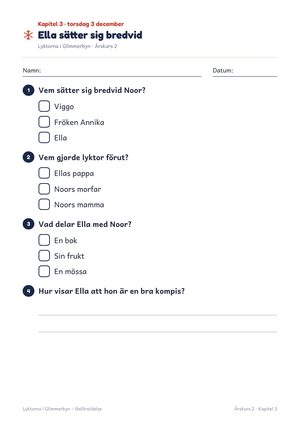 Kapitel 3 · torsdag 3 december
Ella sätter sig bredvid
Lyktorna i Glimmerbyn · Årskurs 2
Namn:
Datum:
1 Vem sätter sig bredvid Noor?
Viggo
Fröken Annika
Ella
2 Vem gjorde lyktor förut?
Ellas pappa
Noors morfar
Noors mamma
3 Vad delar Ella med Noor?
En bok
Sin frukt
En mössa
4 Hur visar Ella att hon är en bra kompis?
Lyktorna i Glimmerbyn – läsförståelse
Årskurs 2 · Kapitel 3